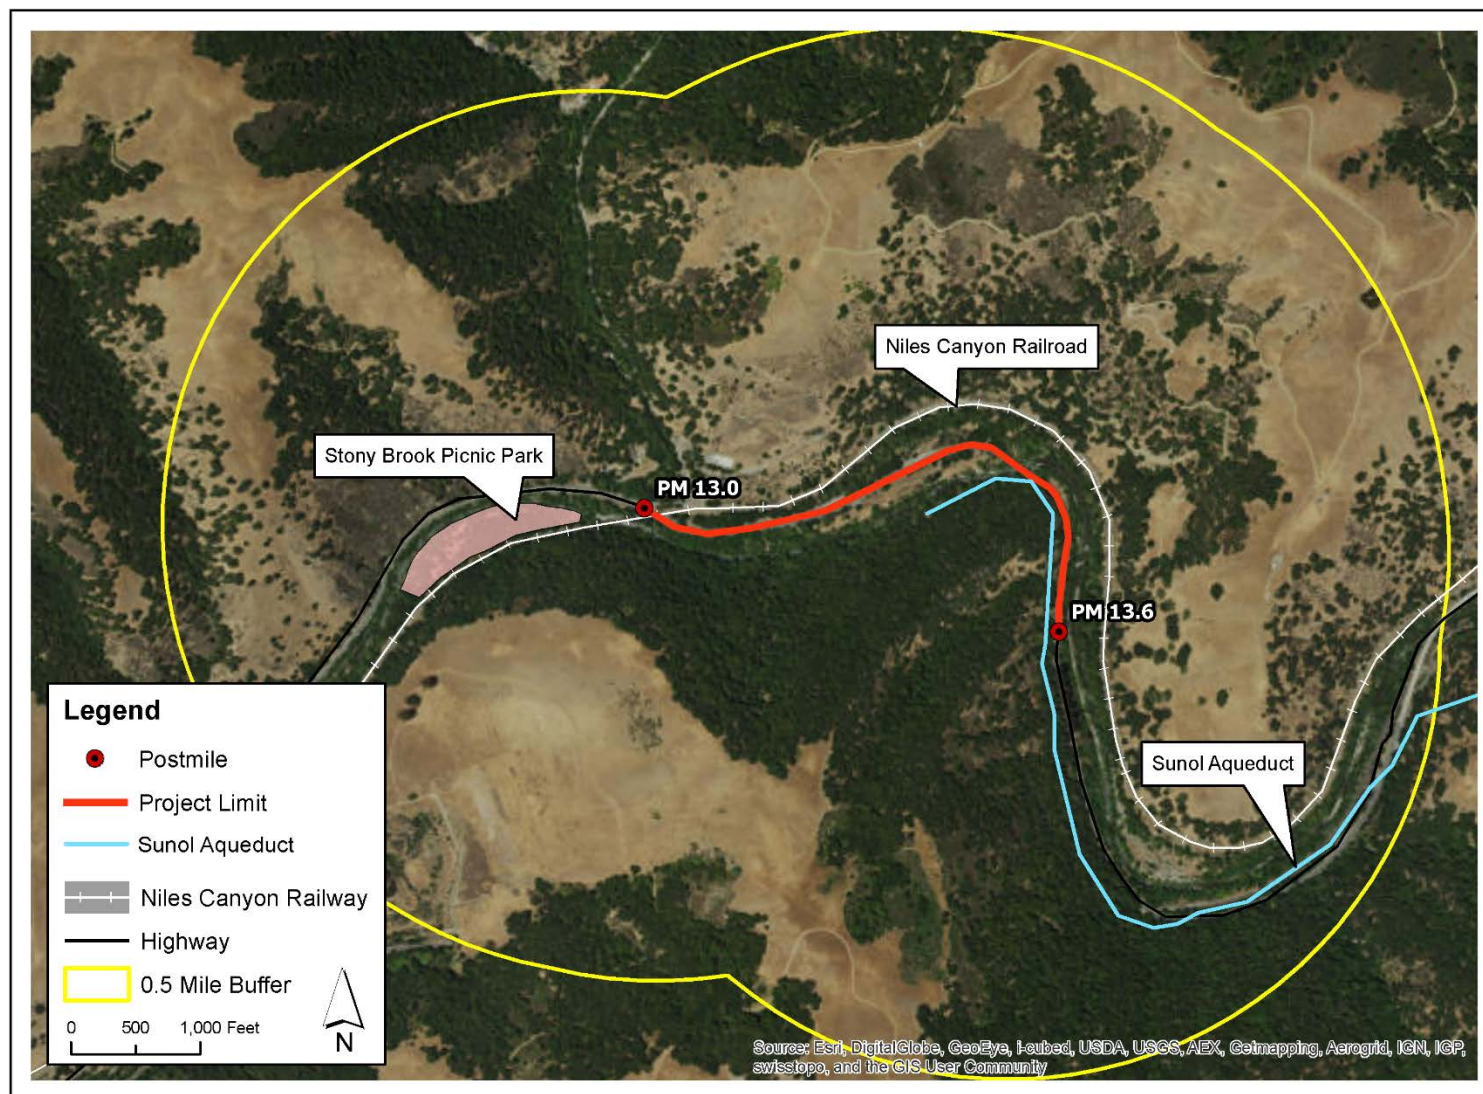 Niles Canyon Railroad
Stony Brook Picnic Park
PM 13.0
PM 13.6
Sunol Aqueduct
Legend
Postmile
Project Limit
Sunol Aqueduct
Niles Canyon Railway
Highway
0.5 Mile Buffer
0 500 1,000 Feet
N
Source: Esri, DigitalGlobe, GeoEye, i-cubed, USDA, USGS, AEX, Getmapping, Aerogrid, IGN, IGP,
swisstopo, and the GIS User Community